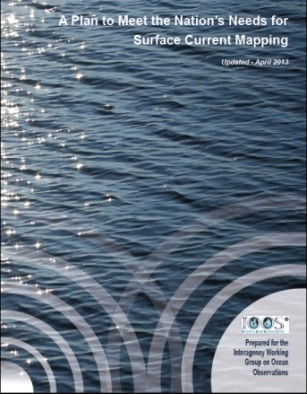 A Plan to Meet the Nation's Needs for
Surface Current Mapping
Updated - April 2013
IOOS
Prepared for the
Interagency Working
Group on Ocean
Observations